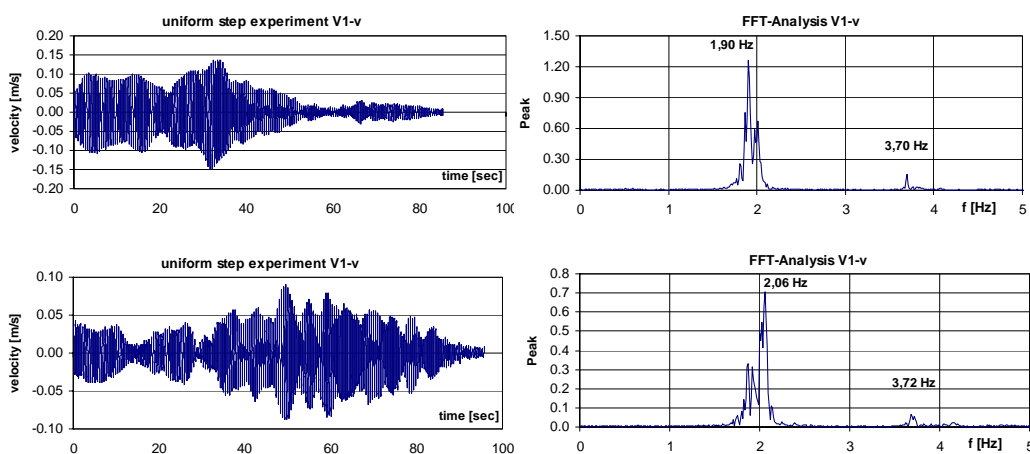 uniform step experiment V1-v
velocity [m/s]
0.20
0.15
0.10
0.05
0.00
-0.05
-0.10
-0.15
-0.20
time [sec]
0 20 40 60 80 100
FFT-Analysis V1-v
Peak
1.50
1.20
0.90
0.60
0.30
0.00
1,90 Hz
3,70 Hz
f [Hz]
0 1 2 3 4 5
uniform step experiment V1-v
velocity [m/s]
0.10
0.05
0.00
-0.05
-0.10
time [sec]
0 20 40 60 80 100
FFT-Analysis V1-v
Peak
0.8
0.7
0.6
0.5
0.4
0.3
0.2
0.1
0.0
2,06 Hz
3,72 Hz
f [Hz]
0 1 2 3 4 5